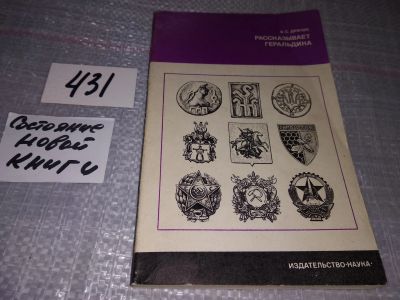 431
Состояние
новой
книги
РАССКАЗЫВАЕТ
ГЕРАЛЬДИКА
ИЗДАТЕЛЬСТВО·НАУКА·